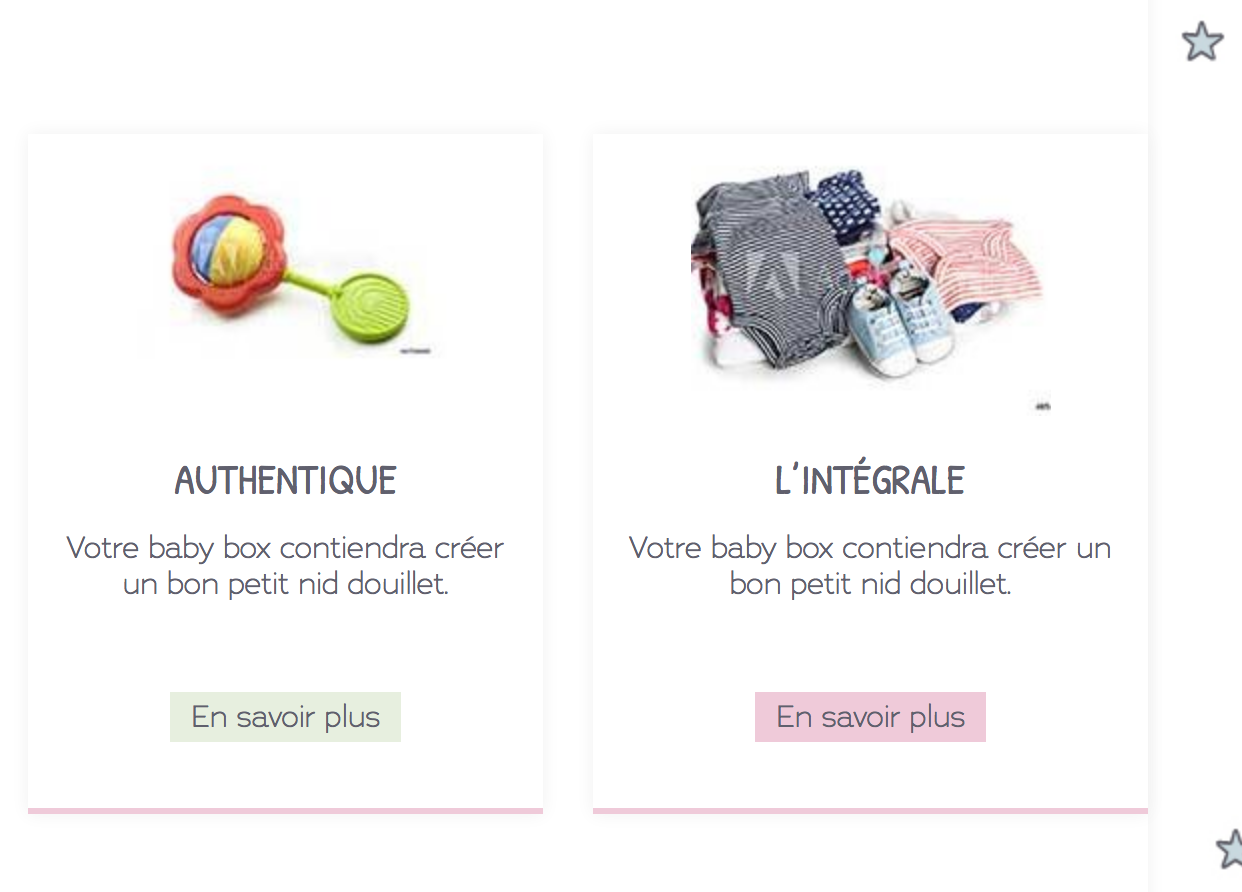 AUTHENTIQUE
Votre baby box contiendra créer
un bon petit nid douillet.
En savoir plus
L'INTÉGRALE
Votre baby box contiendra créer un
bon petit nid douillet.
En savoir plus